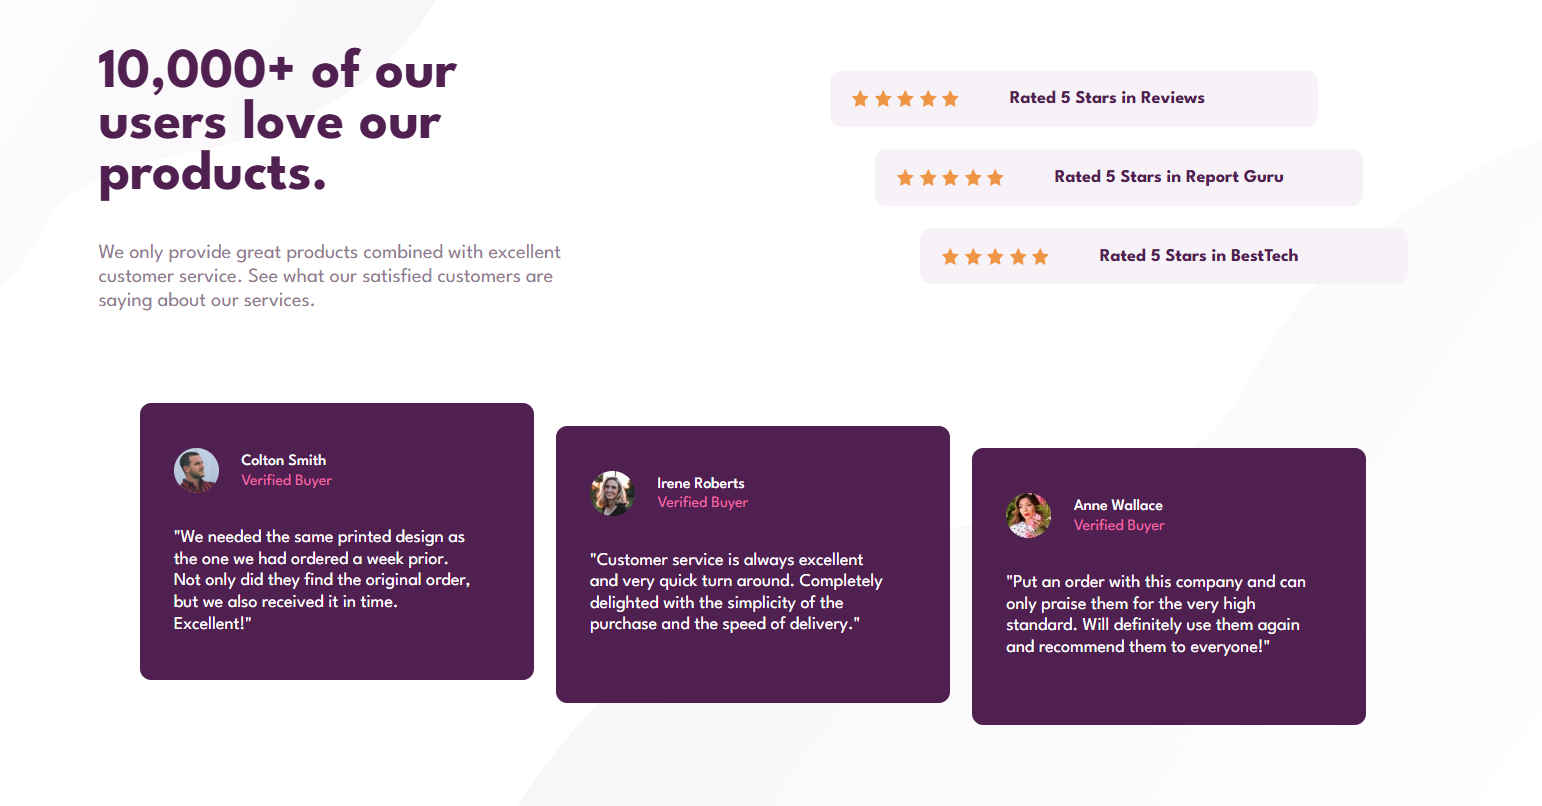 10,000+ of our
users love our
products.
We only provide great products combined with excellent
customer service. See what our satisfied customers are
saying about our services.
Rated 5 Stars in Reviews
Rated 5 Stars in Report Guru
Rated 5 Stars in BestTech
Colton Smith
Verified Buyer
"We needed the same printed design as
the one we had ordered a week prior.
Not only did they find the original order,
but we also received it in time.
Excellent!"
Irene Roberts
Verified Buyer
"Customer service is always excellent
and very quick turn around. Completely
delighted with the simplicity of the
purchase and the speed of delivery."
Anne Wallace
Verified Buyer
"Put an order with this company and can
only praise them for the very high
standard. Will definitely use them again
and recommend them to everyone!"